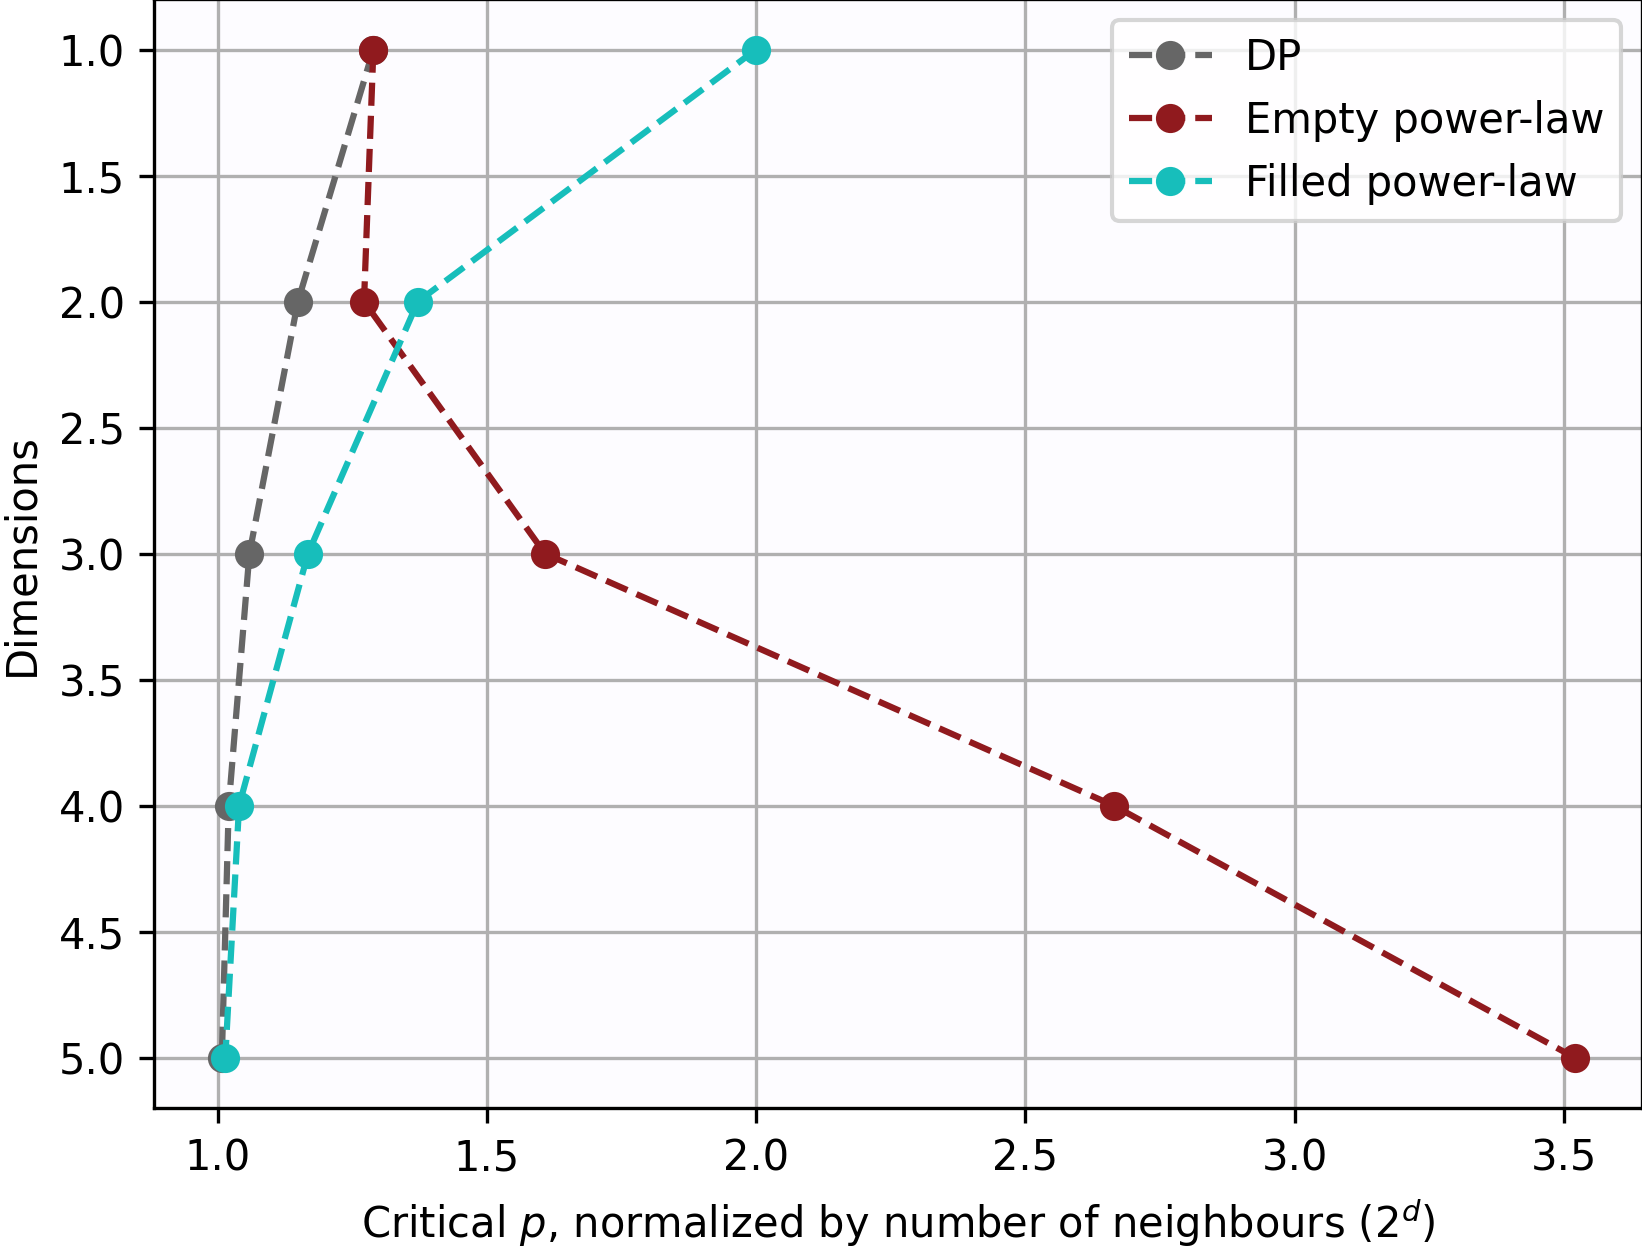 DP
Empty power-law
Filled power-law
Dimensions
1.0
1.5
2.0
2.5
3.0
3.5
4.0
4.5
5.0
1.0 1.5 2.0 2.5 3.0 3.5
Critical p, normalized by number of neighbours (2^d)